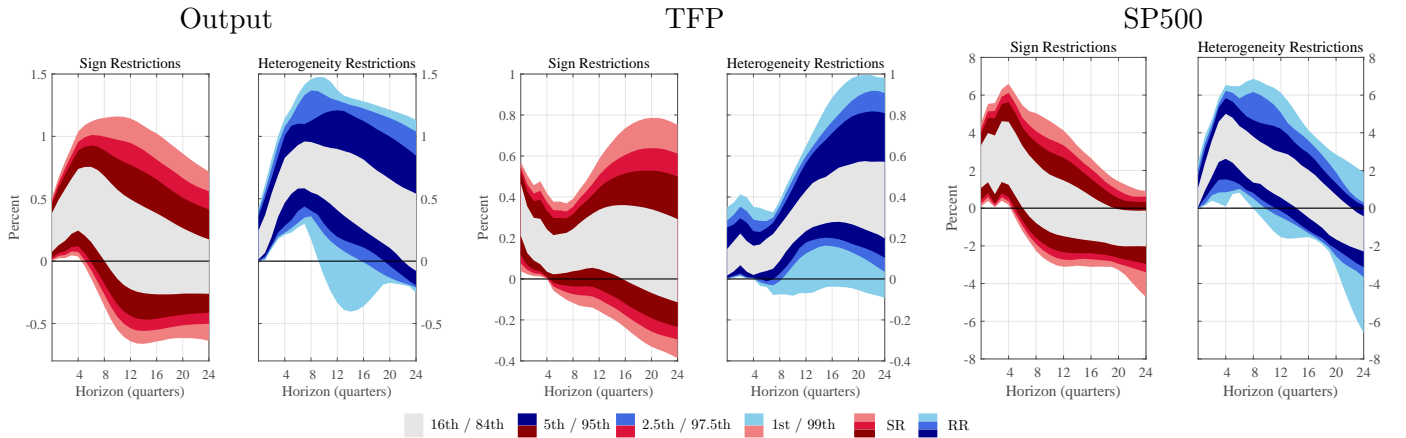 Output TFP SP500
Sign Restrictions Heterogeneity Restrictions Sign Restrictions Heterogeneity Restrictions Sign Restrictions Heterogeneity Restrictions
Percent
1.5
1
0.5
0
-0.5
4 8 12 16 20 24
Horizon (quarters)
1.5
1
0.5
0
-0.5
4 8 12 16 20 24
Horizon (quarters)
Percent
1
0.8
0.6
0.4
0.2
0
-0.2
-0.4
4 8 12 16 20 24
Horizon (quarters)
1
0.8
0.6
0.4
0.2
0
-0.2
-0.4
4 8 12 16 20 24
Horizon (quarters)
Percent
8
6
4
2
0
-2
-4
-6
-8
4 8 12 16 20 24
Horizon (quarters)
8
6
4
2
0
-2
-4
-6
-8
4 8 12 16 20 24
Horizon (quarters)
16th / 84th 5th / 95th 2.5th / 97.5th 1st / 99th SR RR